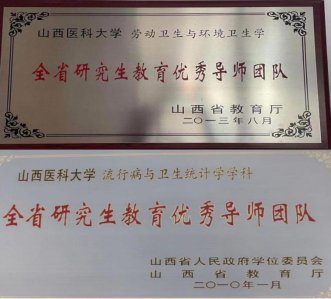 山西医科大学 劳动卫生与环境卫生学
全省研究生教育优秀导师团队
山西省教育厅
二〇一三年八月
山西医科大学 流行病与卫生统计学学科
全省研究生教育优秀导师团队
山西省人民政府学位委员会
山西省教育厅
二〇一〇年一月